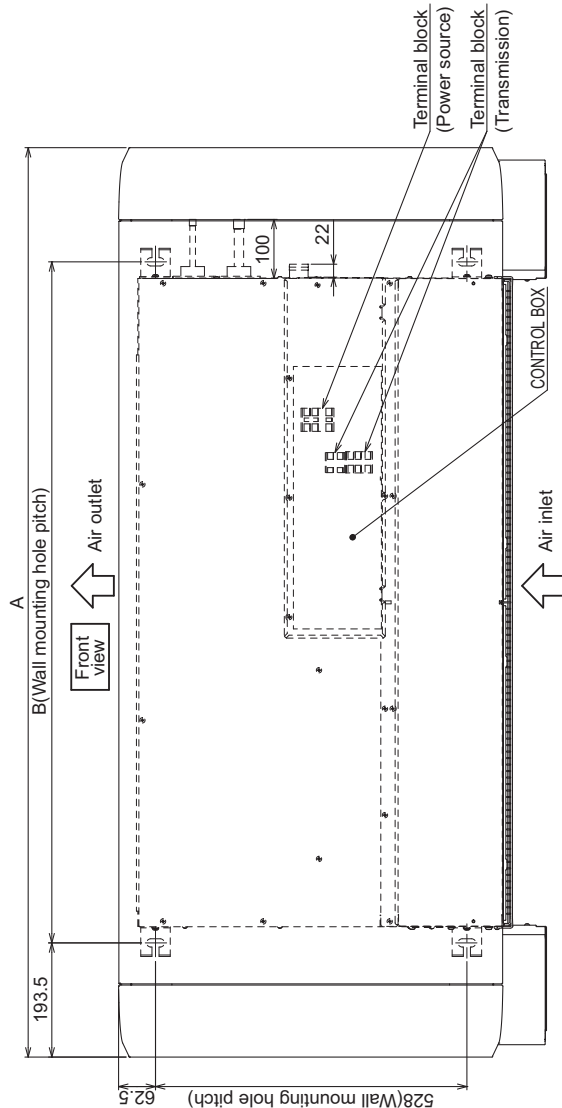 A
B(Wall mounting hole pitch)
193.5
Front
view
Air outlet
62.5
528(Wall mounting hole pitch)
100
22
Terminal block
(Power source)
Terminal block
(Transmission)
CONTROL BOX
Air inlet